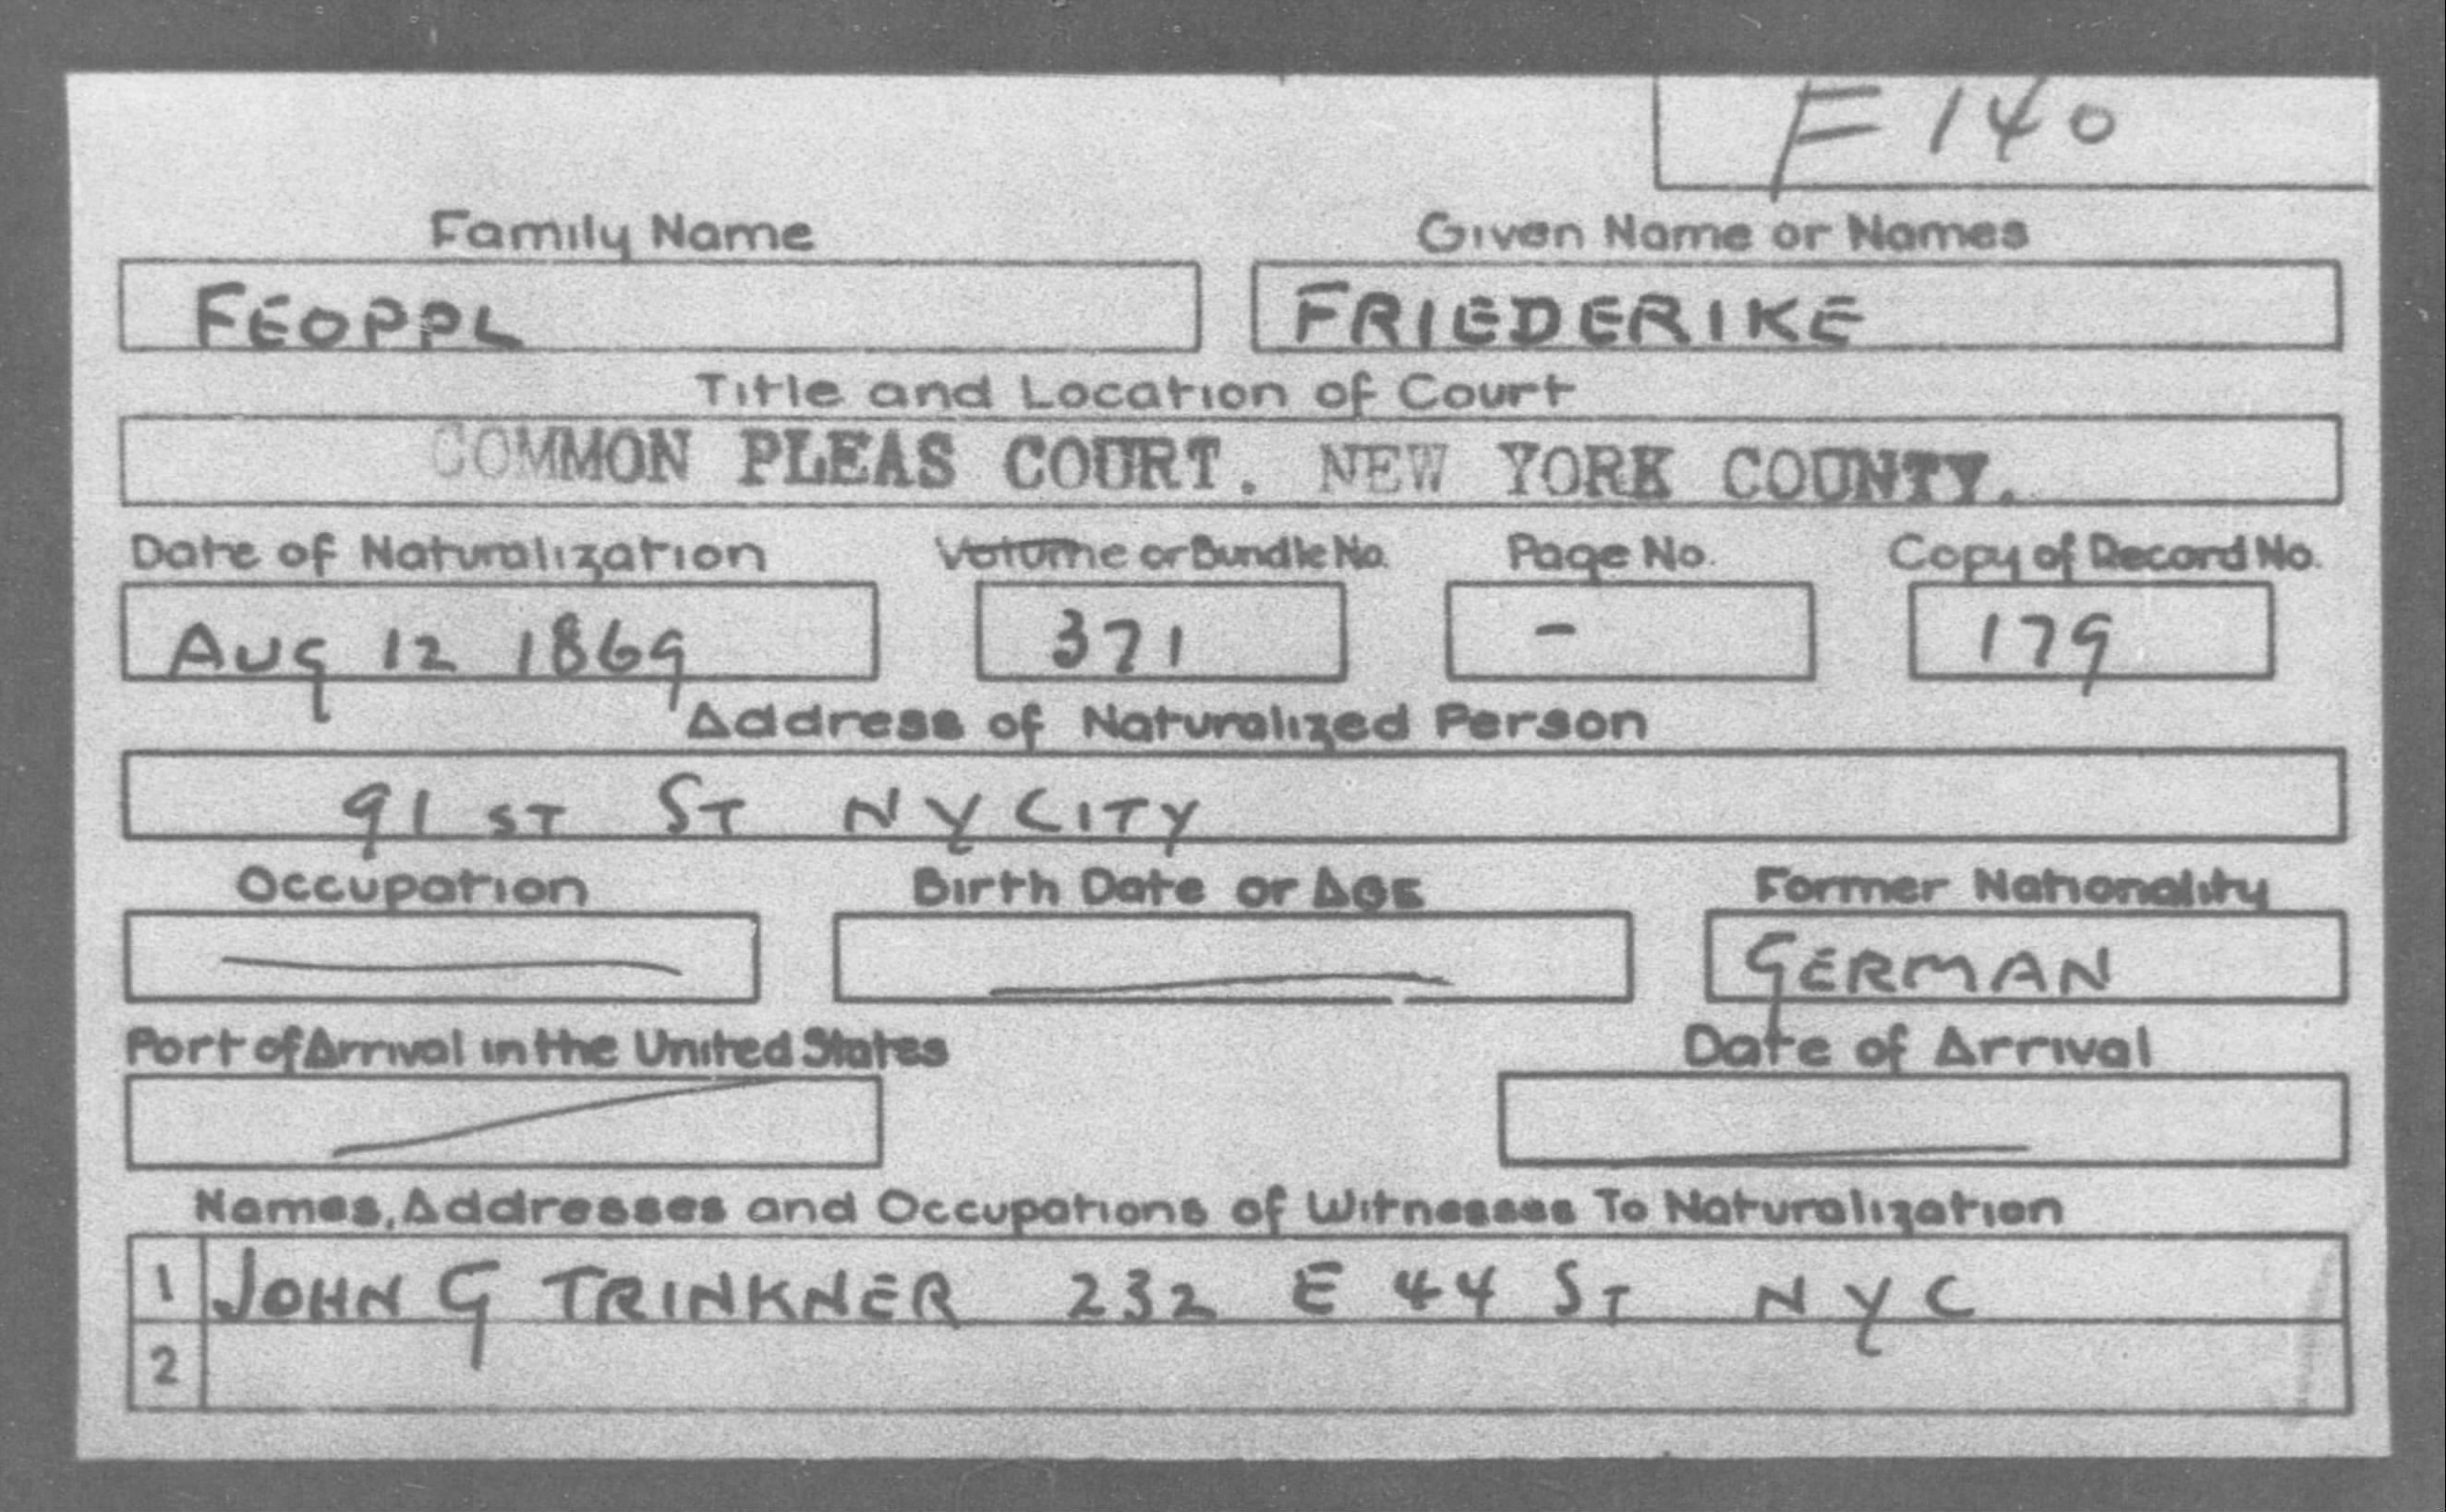 F 140
Family Name Given Name or Names
FEOPPL FRIEDERIKE
Title and Location of Court
COMMON PLEAS COURT. NEW YORK COUNTY.
Date of Naturalization Volume or Bundle No. Page No. Copy of Record No.
Aug 12 1869 371 - 179
Address of Naturalized Person
91 ST ST N Y CITY
Occupation Birth Date or AGE Former Nationality
GERMAN
Port of Arrival in the United States Date of Arrival
Names, Addresses and Occupations of Witnesses To Naturalization
1 JOHN G TRINKNER 232 E 44 ST N Y C
2